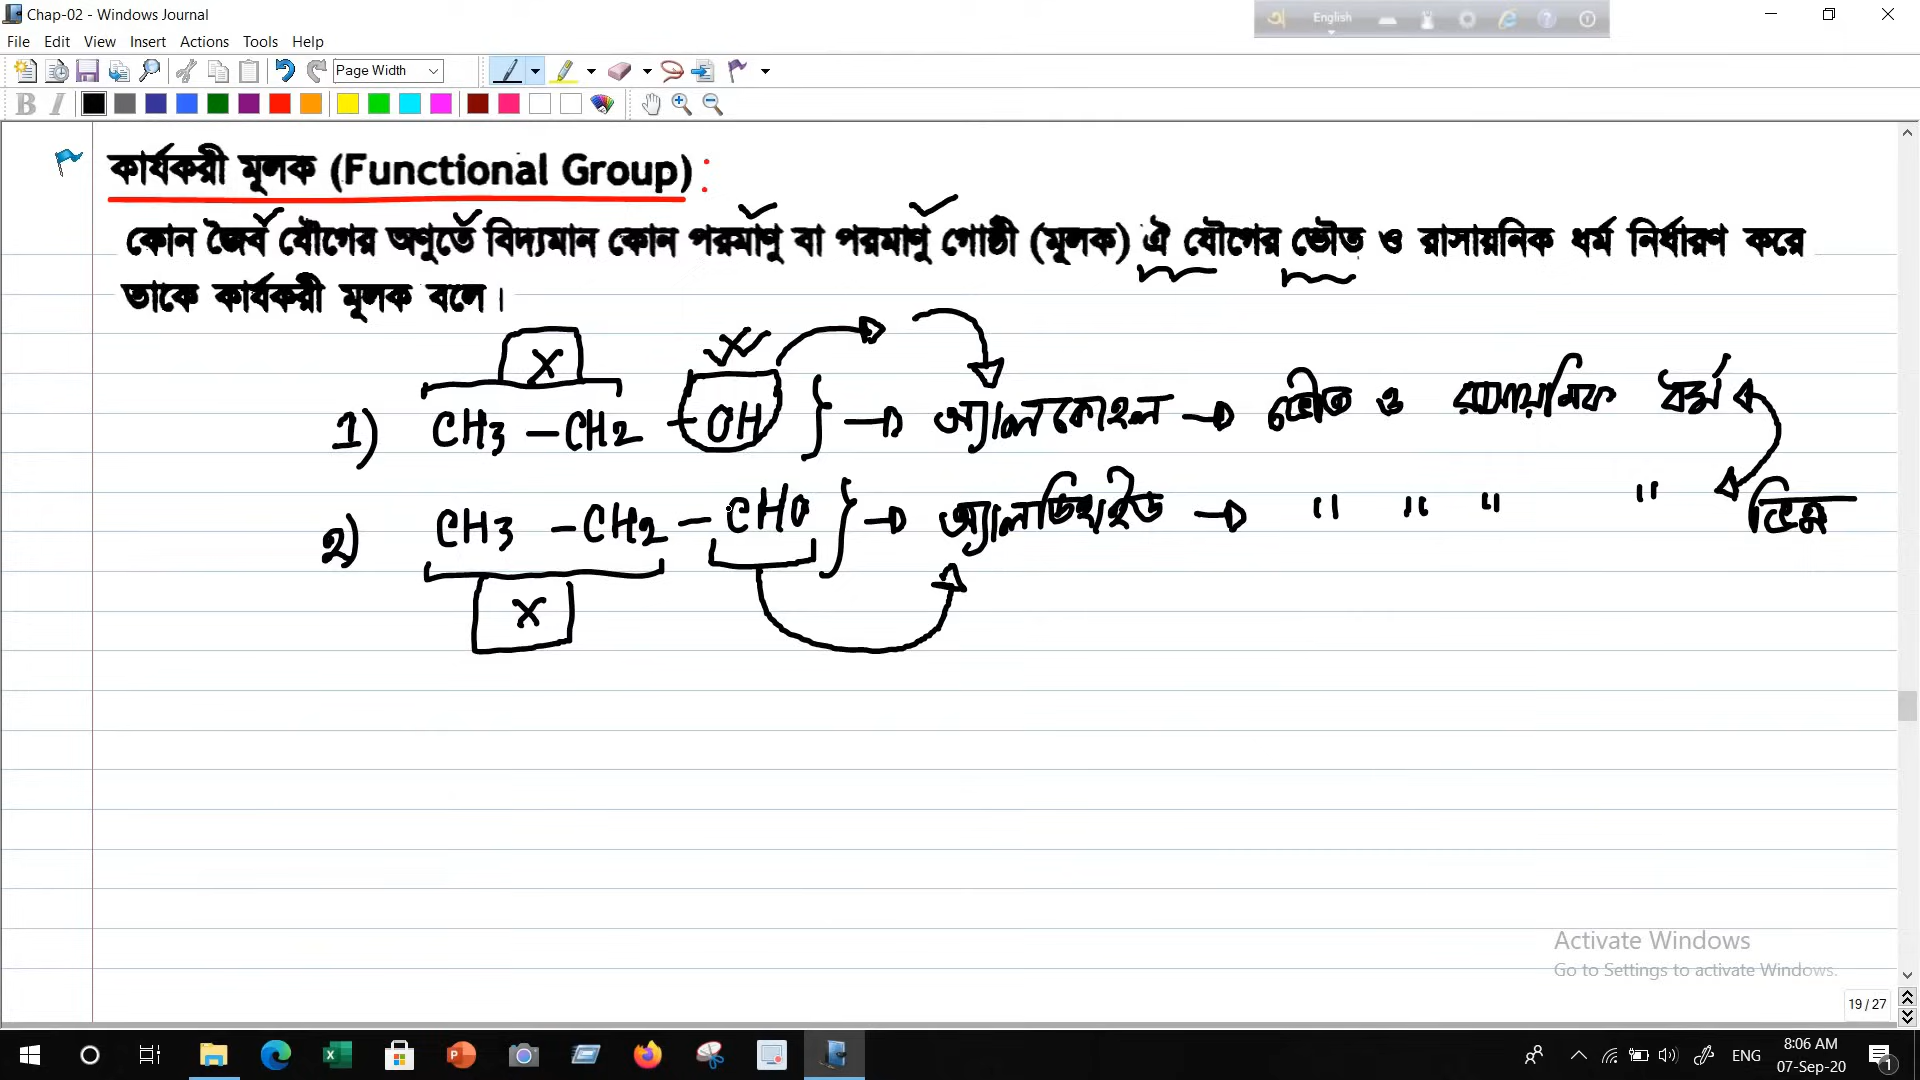 Chap-02 - Windows Journal
English
File Edit View Insert Actions Tools Help
Page Width
B I
কার্যকরী মূলক (Functional Group) :
কোন জৈব যৌগের অণুতে বিদ্যমান কোন পরমাণু বা পরমাণু গোষ্ঠী (মূলক) ঐ যৌগের ভৌত ও রাসায়নিক ধর্ম নির্ধারণ করে
তাকে কার্যকরী মূলক বলে।
X
1) CH3 - CH2 - OH } → অ্যালকোহল → ভৌত ও রাসায়নিক ধর্ম
২) CH3 - CH2 - CHO } → অ্যালডিহাইড → " " " " ভিন্ন
X
Activate Windows
Go to Settings to activate Windows.
19 / 27
ENG
8:06 AM
07-Sep-20
1